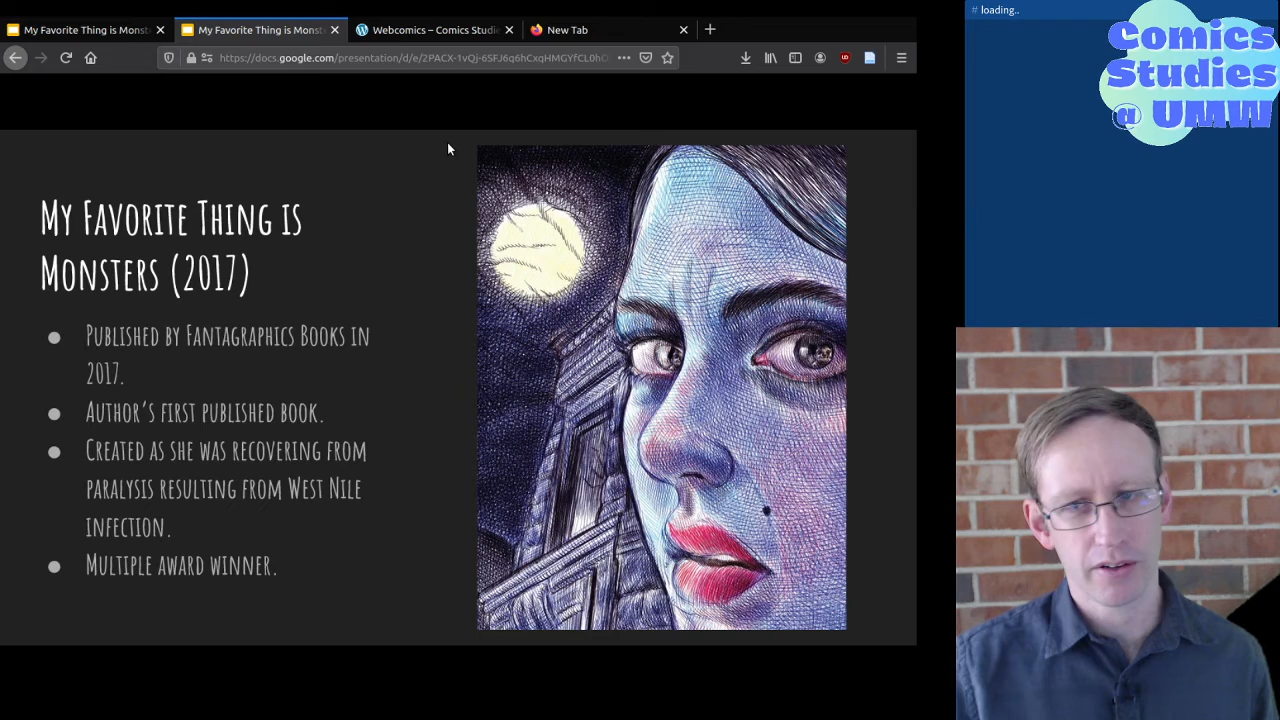 My Favorite Thing is Monst
My Favorite Thing is Monst
Webcomics – Comics Studie
New Tab
https://docs.google.com/presentation/d/e/2PACX-1vQj-6SFJ6q6hCxqHMGYfCL0hO
# loading..
Comics
Studies
@ UMW
My Favorite Thing is
Monsters (2017)
Published by Fantagraphics Books in
2017.
Author's first published book.
Created as she was recovering from
paralysis resulting from West Nile
infection.
Multiple award winner.